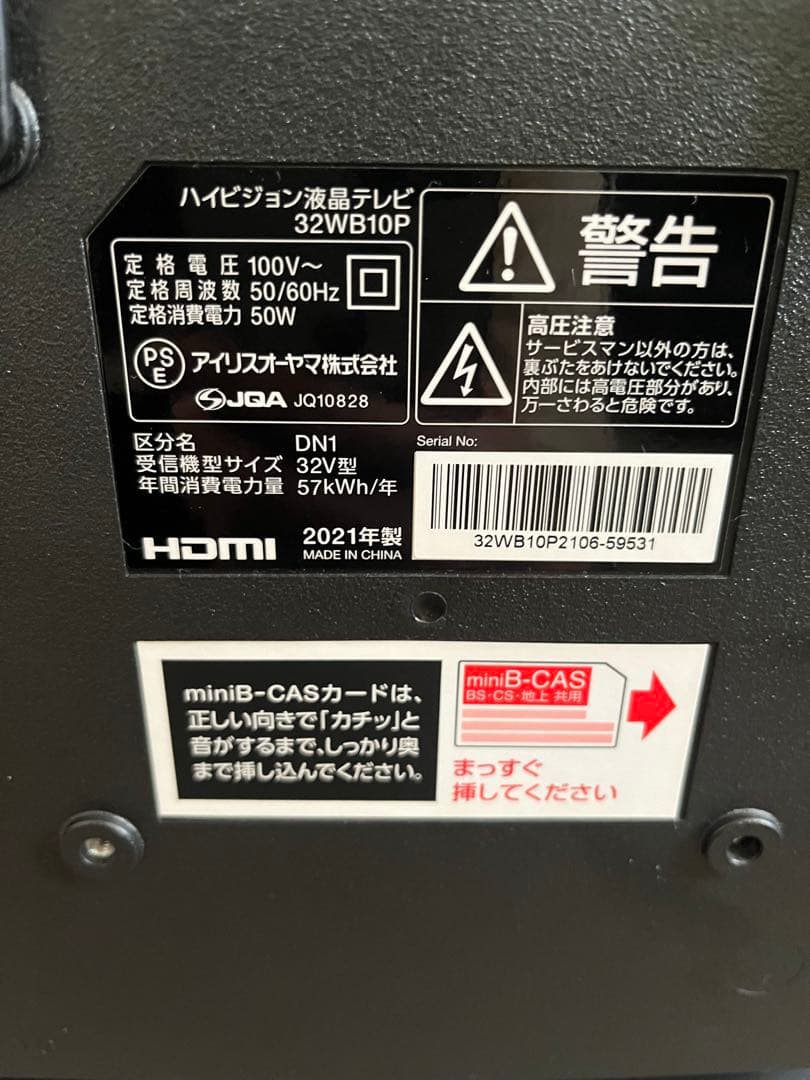 ハイビジョン液晶テレビ
32WB10P
定格電圧 100V～
定格周波数 50/60Hz
定格消費電力 50W
PS
E
アイリスオーヤマ株式会社
JQA JQ10828
区分名 DN1
受信機型サイズ 32V型
年間消費電力量 57kWh/年
HDMI
2021年製
MADE IN CHINA
警告
高圧注意
サービスマン以外の方は、
裏ぶたをあけないでください。
内部には高電圧部分があり、
万一さわると危険です。
Serial No:
32WB10P2106-59531
miniB-CASカードは、
正しい向きで「カチッ」と
音がするまで、しっかり奥
まで挿し込んでください。
miniB-CAS
BS・CS・地上 共用
まっすぐ
挿してください